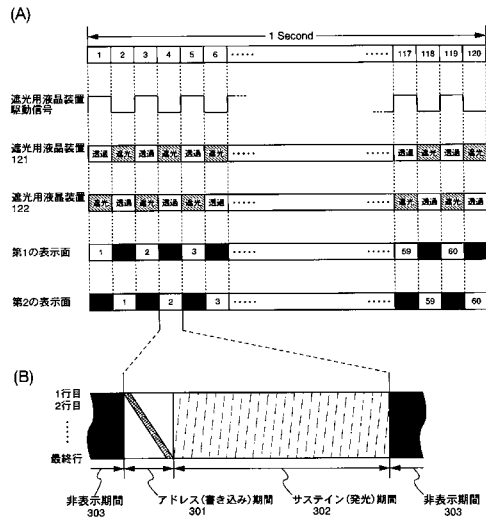 (A)
1 Second
1 2 3 4 5 6 ····· ····· 117 118 119 120
遮光用液晶装置
駆動信号
遮光用液晶装置
121
透過 遮光 透過 遮光 透過 遮光 ····· ····· 透過 遮光 透過 遮光
遮光用液晶装置
122
遮光 透過 遮光 透過 遮光 透過 ····· ····· 遮光 透過 遮光 透過
第1の表示面 1 2 3 ····· ····· 59 60
第2の表示面 1 2 3 ····· ····· 59 60
(B)
1行目
2行目
最終行
非表示期間
303
アドレス(書き込み)期間
301
サステイン(発光)期間
302
非表示期間
303